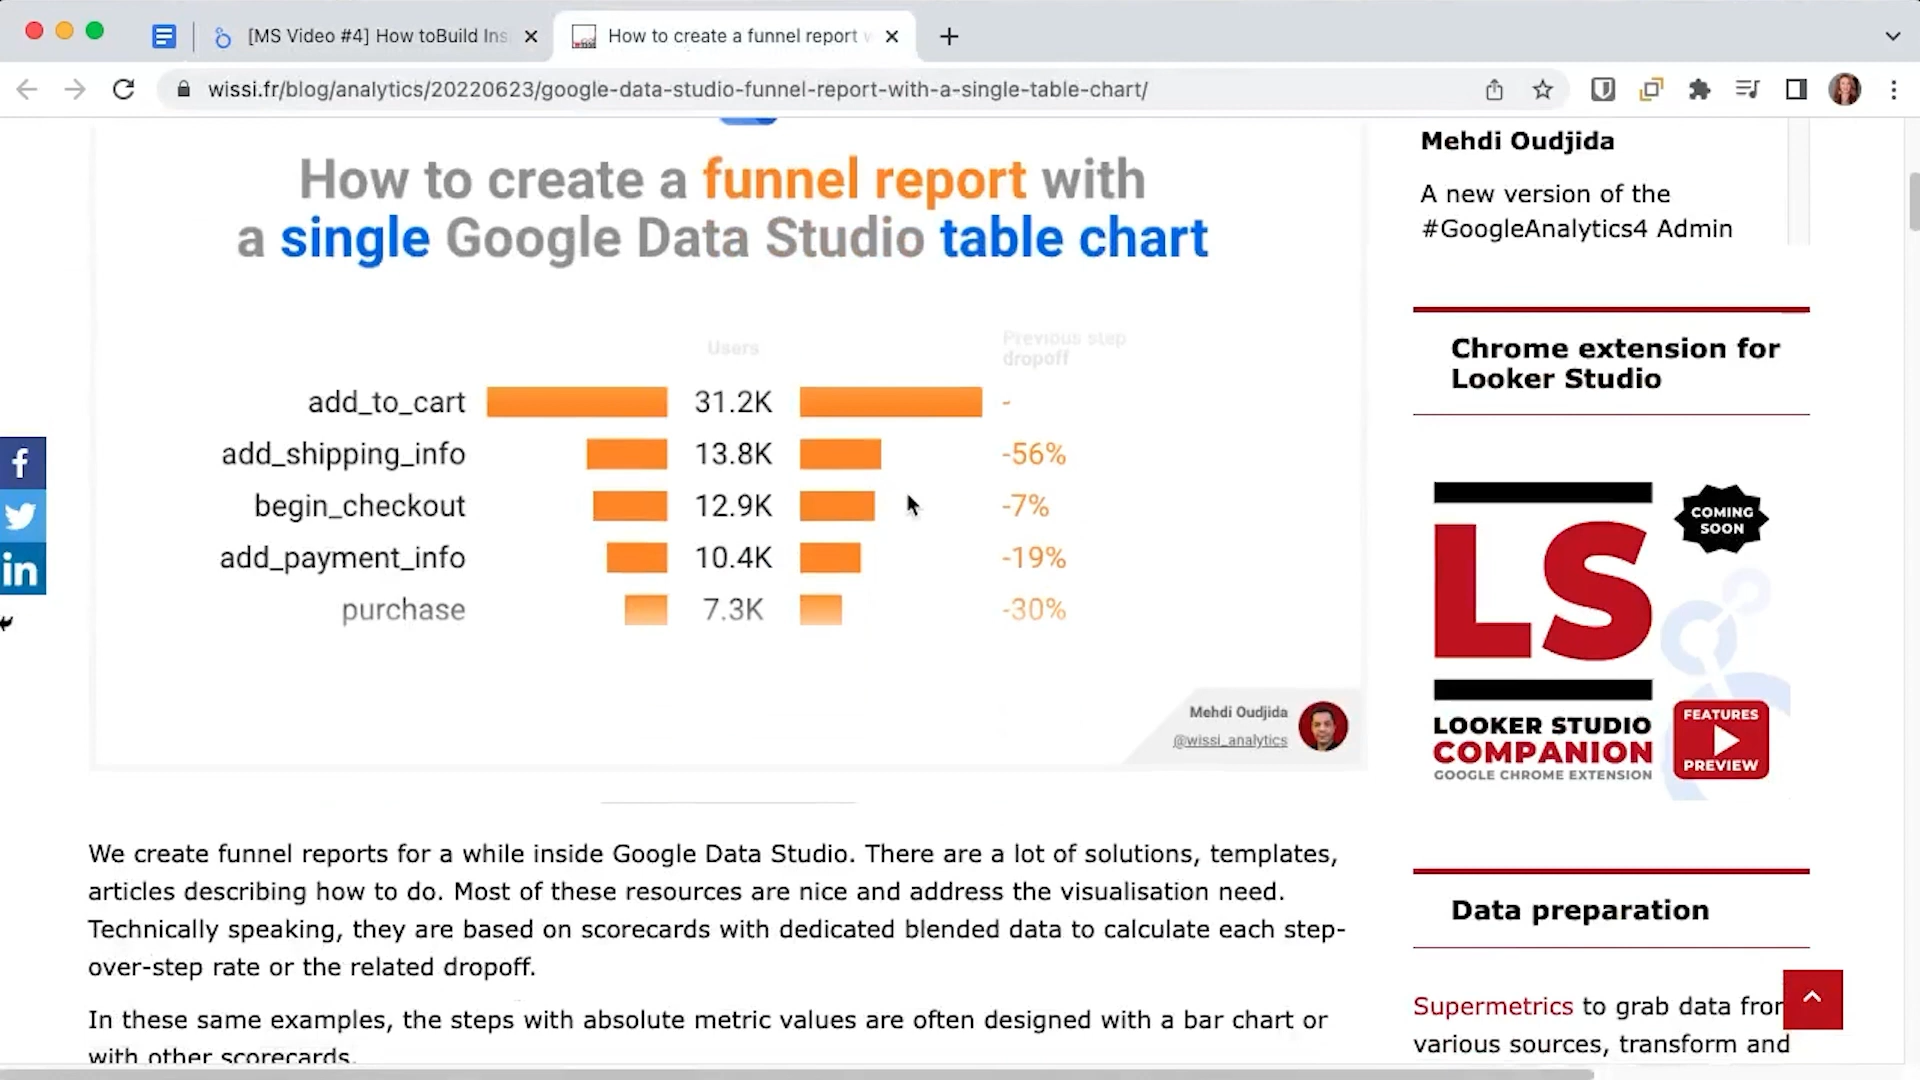 [MS Video #4] How toBuild Ins
How to create a funnel report
wissi.fr/blog/analytics/20220623/google-data-studio-funnel-report-with-a-single-table-chart/
How to create a funnel report with
a single Google Data Studio table chart
Users
Previous step
dropoff
add_to_cart 31.2K -
add_shipping_info 13.8K -56%
begin_checkout 12.9K -7%
add_payment_info 10.4K -19%
purchase 7.3K -30%
Mehdi Oudjida
@wissi_analytics
We create funnel reports for a while inside Google Data Studio. There are a lot of solutions, templates,
articles describing how to do. Most of these resources are nice and address the visualisation need.
Technically speaking, they are based on scorecards with dedicated blended data to calculate each step-
over-step rate or the related dropoff.
In these same examples, the steps with absolute metric values are often designed with a bar chart or
with other scorecards.
Mehdi Oudjida
A new version of the
#GoogleAnalytics4 Admin
Chrome extension for
Looker Studio
COMING
SOON
LS
LOOKER STUDIO
COMPANION
GOOGLE CHROME EXTENSION
FEATURES
PREVIEW
Data preparation
Supermetrics to grab data from
various sources, transform and
f
in